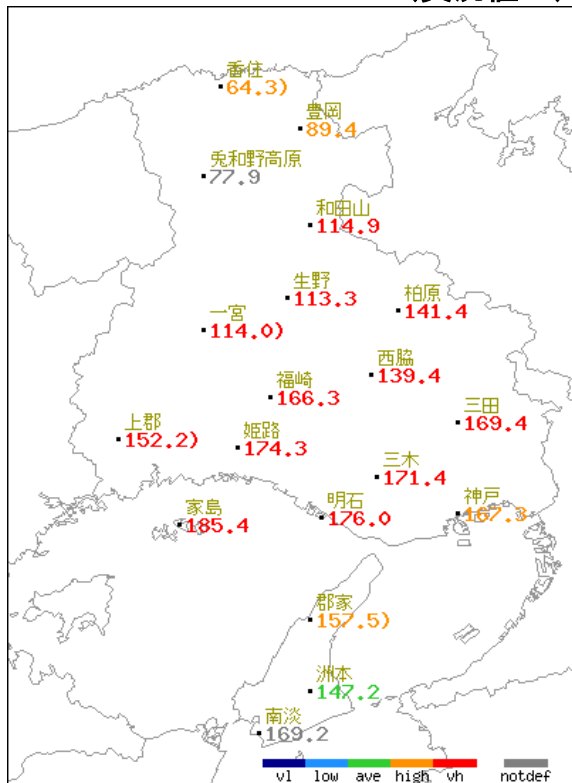 香住
64.3)
豊岡
89.4
兎和野高原
77.9
和田山
114.9
生野
113.3
柏原
141.4
一宮
114.0)
西脇
139.4
福崎
166.3
三田
169.4
上郡
152.2)
姫路
174.3
三木
171.4
家島
185.4
明石
176.0
神戸
167.3
郡家
157.5)
洲本
147.2
南淡
169.2
vl low ave high vh notdef